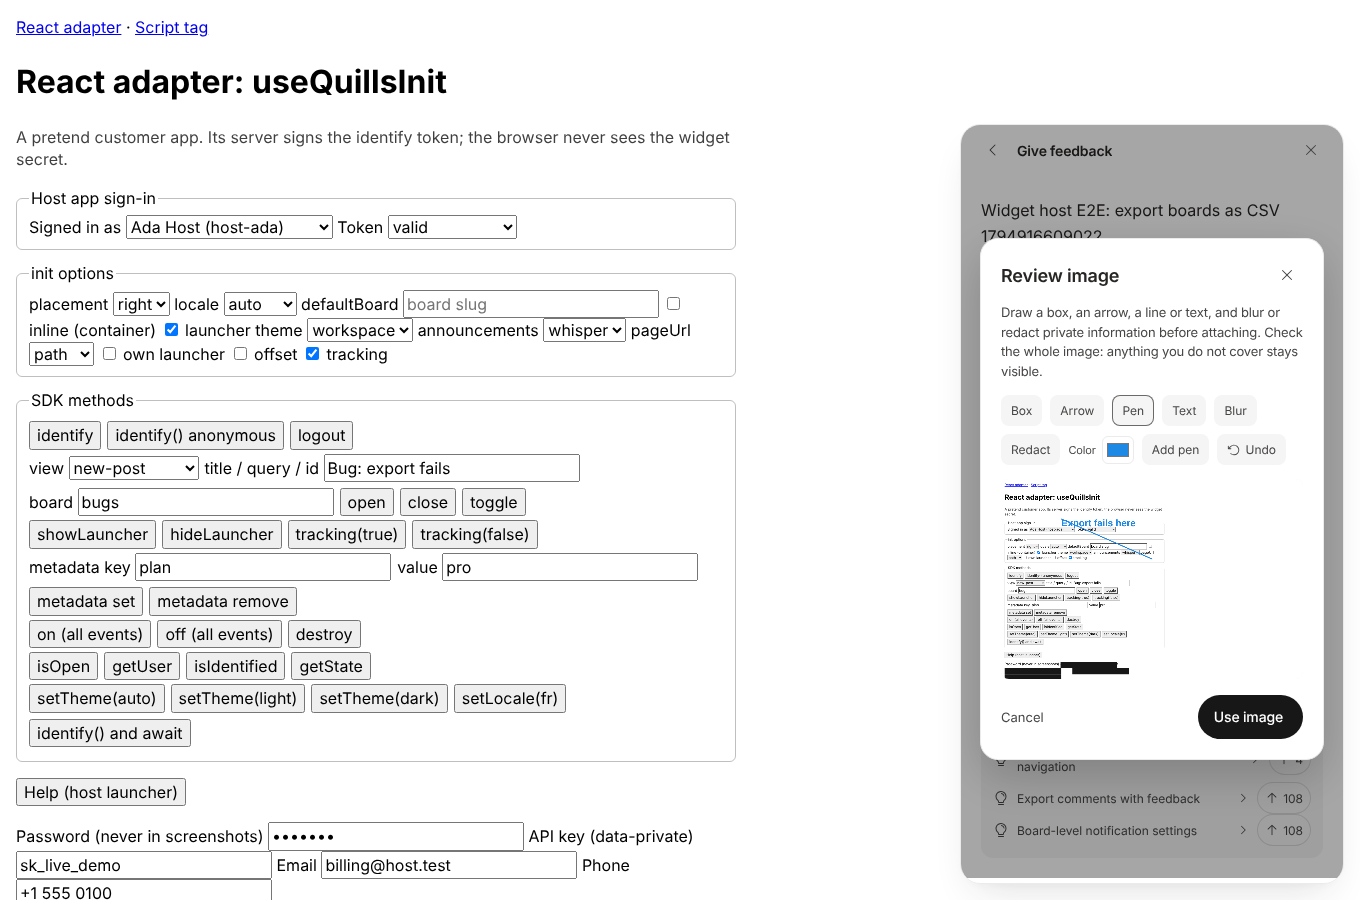 React adapter · Script tag
React adapter: useQuillsInit
A pretend customer app. Its server signs the identify token; the browser never sees the widget
secret.
Host app sign-in
Signed in as Ada Host (host-ada) Token valid
init options
placement right locale auto defaultBoard board slug
inline (container) launcher theme workspace announcements whisper pageUrl
path own launcher offset tracking
SDK methods
identify identify() anonymous logout
view new-post title / query / id Bug: export fails
board bugs open close toggle
showLauncher hideLauncher tracking(true) tracking(false)
metadata key plan value pro
metadata set metadata remove
on (all events) off (all events) destroy
isOpen getUser isIdentified getState
setTheme(auto) setTheme(light) setTheme(dark) setLocale(fr)
identify() and await
Help (host launcher)
Password (never in screenshots) ••••••• API key (data-private)
sk_live_demo Email billing@host.test Phone
+1 555 0100
Give feedback
Widget host E2E: export boards as CSV
1794916609022
Review image
Draw a box, an arrow, a line or text, and blur or
redact private information before attaching. Check
the whole image: anything you do not cover stays
visible.
Box Arrow Pen Text Blur
Redact Color Add pen Undo
React adapter: useQuillsInit
Export fails here
Cancel Use image
navigation
Export comments with feedback 108
Board-level notification settings 108